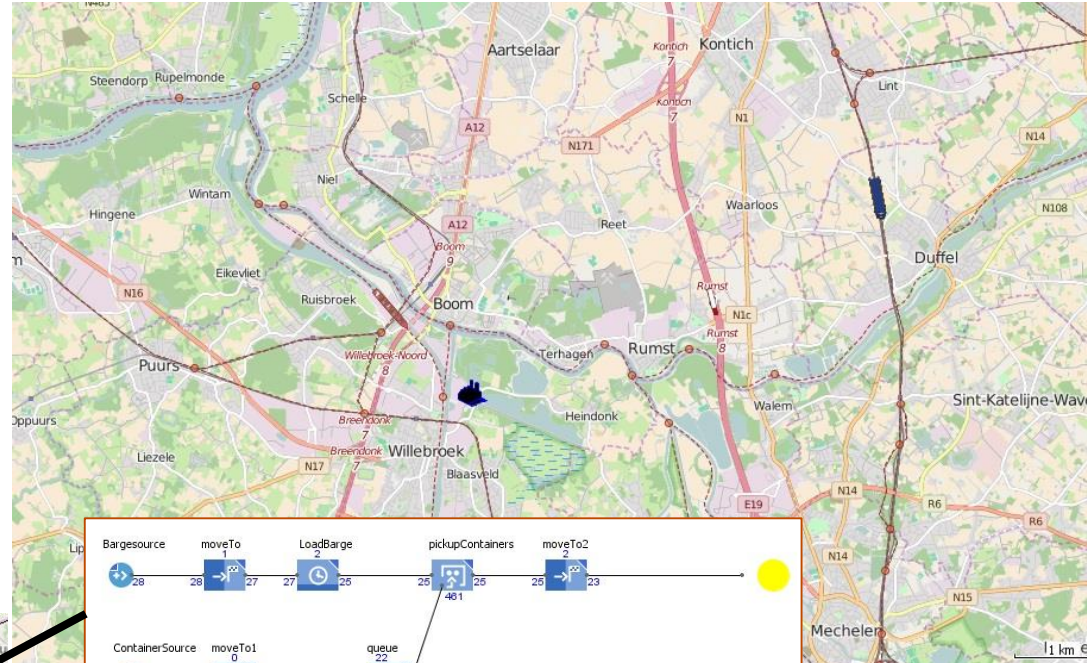 N485
Aartselaar
Kontich
7
Kontich
Steendorp
Rupelmonde
Lint
Schelle
Kontich
7
N1
A12
N14
N171
Niel
Wintam
Waarloos
N108
Hingene
A12
Reet
Duffel
Boom
9
m
Eikevliet
N16
Ruisbroek
Boom
Rumst
N1c
Rumst
8
Terhagen
Rumst
Willebroek-Noord
8
Puurs
Walem
Sint-Katelijne-Wav
Heindonk
Oppuurs
Breendonk
7
Breendonk
7
Willebroek
Liezele
N17
Blaasveld
N14
R6
E19
R6
Lip
N14
N15
Mechelen
1 km
Bargesource
moveTo
LoadBarge
pickupContainers
moveTo2
1
2
2
28
28
27
27
25
25
25
25
23
461
ContainerSource
moveTo1
queue
0
22